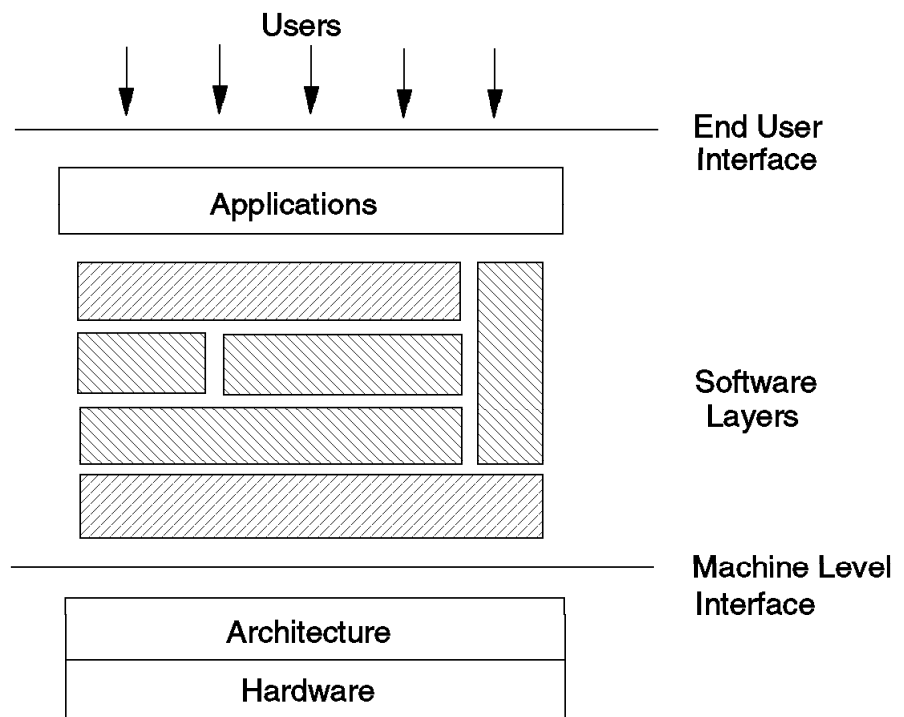 Users
End User
Interface
Applications
Software
Layers
Machine Level
Interface
Architecture
Hardware